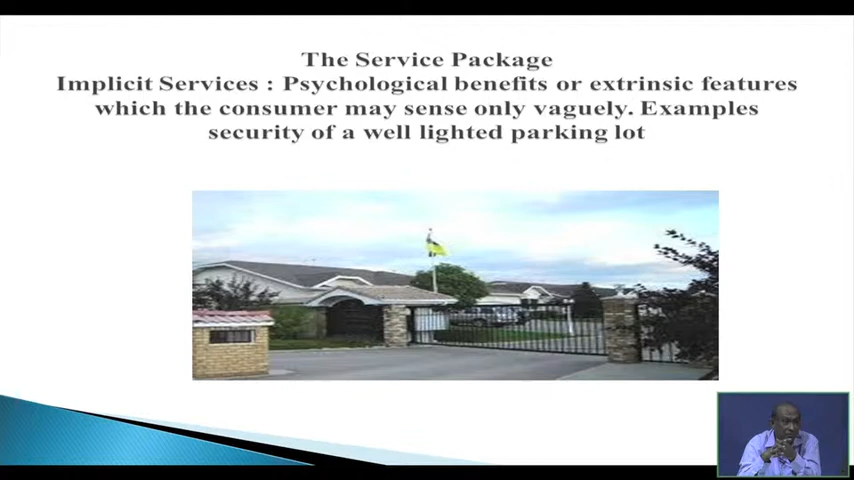 The Service Package
Implicit Services : Psychological benefits or extrinsic features
which the consumer may sense only vaguely. Examples
security of a well lighted parking lot